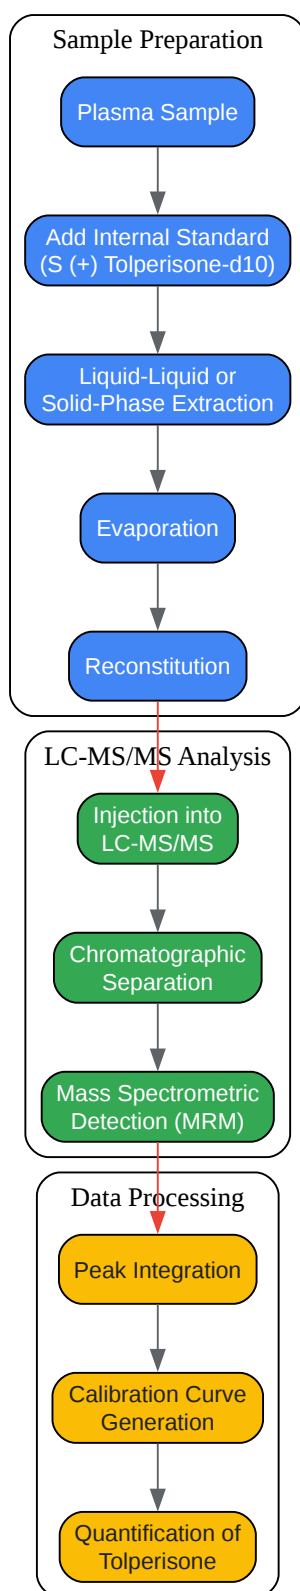 Sample Preparation
Plasma Sample
Add Internal Standard
(S (+) Tolperisone-d10)
Liquid-Liquid or
Solid-Phase Extraction
Evaporation
Reconstitution
LC-MS/MS Analysis
Injection into
LC-MS/MS
Chromatographic
Separation
Mass Spectrometric
Detection (MRM)
Data Processing
Peak Integration
Calibration Curve
Generation
Quantification of
Tolperisone